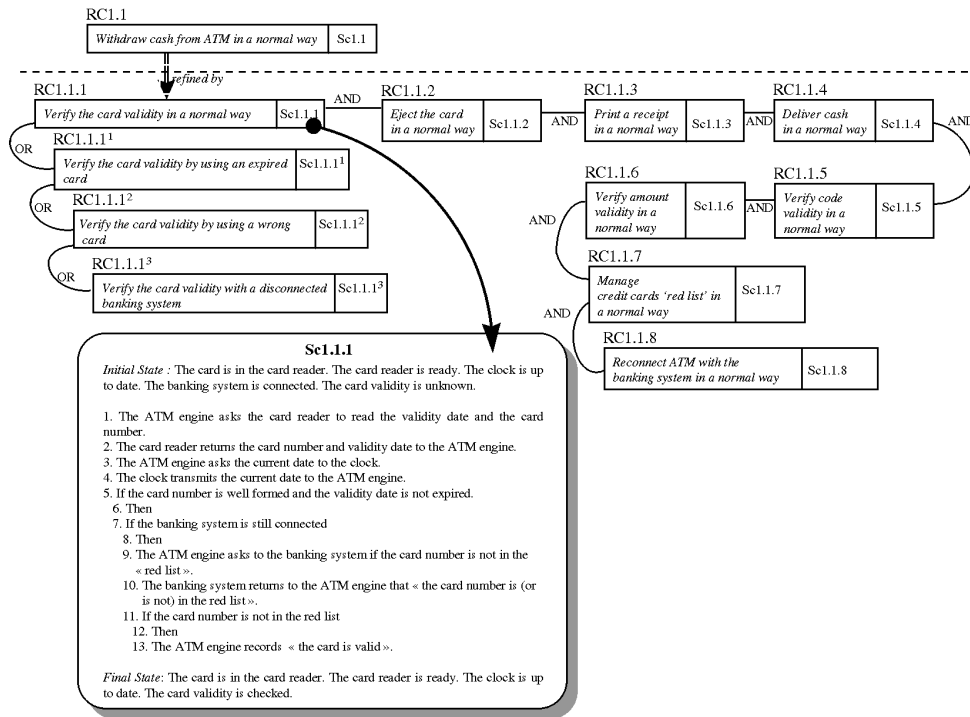 RC1.1
Withdraw cash from ATM in a normal way Sc1.1
refined by
RC1.1.1
Verify the card validity in a normal way Sc1.1.1
AND
RC1.1.2
Eject the card
in a normal way Sc1.1.2
AND
RC1.1.3
Print a receipt
in a normal way Sc1.1.3
AND
RC1.1.4
Deliver cash
in a normal way Sc1.1.4
AND
OR
RC1.1.1¹
Verify the card validity by using an expired
card Sc1.1.1¹
OR
RC1.1.1²
Verify the card validity by using a wrong
card Sc1.1.1²
OR
RC1.1.1³
Verify the card validity with a disconnected
banking system Sc1.1.1³
RC1.1.5
Verify code
validity in a
normal way Sc1.1.5
AND
RC1.1.6
Verify amount
validity in a
normal way Sc1.1.6
AND
RC1.1.7
Manage
credit cards ‘red list’ in
a normal way Sc1.1.7
AND
RC1.1.8
Reconnect ATM with the
banking system in a normal way Sc1.1.8
Sc1.1.1
Initial State : The card is in the card reader. The card reader is ready. The clock is up
to date. The banking system is connected. The card validity is unknown.
1. The ATM engine asks the card reader to read the validity date and the card
number.
2. The card reader returns the card number and validity date to the ATM engine.
3. The ATM engine asks the current date to the clock.
4. The clock transmits the current date to the ATM engine.
5. If the card number is well formed and the validity date is not expired.
6. Then
7. If the banking system is still connected
8. Then
9. The ATM engine asks to the banking system if the card number is not in the
« red list ».
10. The banking system returns to the ATM engine that « the card number is (or
is not) in the red list ».
11. If the card number is not in the red list
12. Then
13. The ATM engine records « the card is valid ».
Final State: The card is in the card reader. The card reader is ready. The clock is up
to date. The card validity is checked.